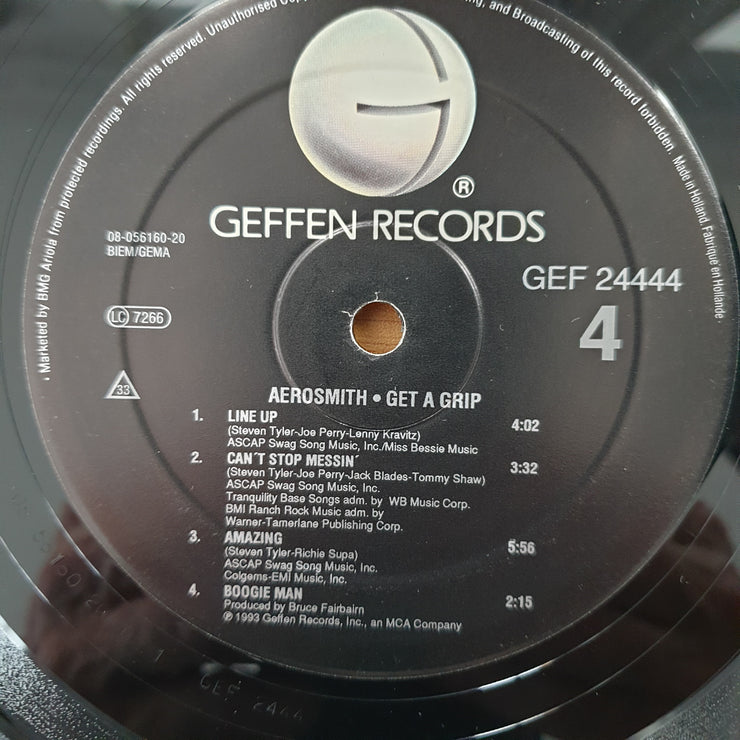 Marketed by BMG Ariola from protected recordings. All rights reserved. Unauthorised
and Broadcasting of this record forbidden. Made in Holland. Fabriqué en Hollande
G
®
GEFFEN RECORDS
08-056160-20
BIEM/GEMA
GEF 24444
LC 7266
4
33
AEROSMITH • GET A GRIP
1. LINE UP 4:02
(Steven Tyler-Joe Perry-Lenny Kravitz)
ASCAP Swag Song Music, Inc./Miss Bessie Music
2. CAN´T STOP MESSIN´ 3:32
(Steven Tyler-Joe Perry-Jack Blades-Tommy Shaw)
ASCAP Swag Song Music, Inc.
Tranquility Base Songs adm. by WB Music Corp.
BMI Ranch Rock Music adm. by
Warner-Tamerlane Publishing Corp.
3. AMAZING 5:56
(Steven Tyler-Richie Supa)
ASCAP Swag Song Music, Inc.
Colgems-EMI Music, Inc.
4. BOOGIE MAN 2:15
Produced by Bruce Fairbairn
℗ 1993 Geffen Records, Inc., an MCA Company